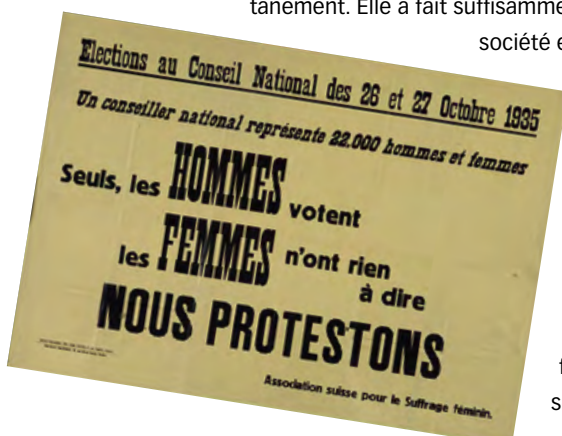 tanément. Elle a fait suffisamme
société e
Elections au Conseil National des 26 et 27 Octobre 1935
Un conseiller national représente 22.000 hommes et femmes
Seuls, les HOMMES votent
les FEMMES n'ont rien
à dire
NOUS PROTESTONS
Association suisse pour le Suffrage féminin.
t
s